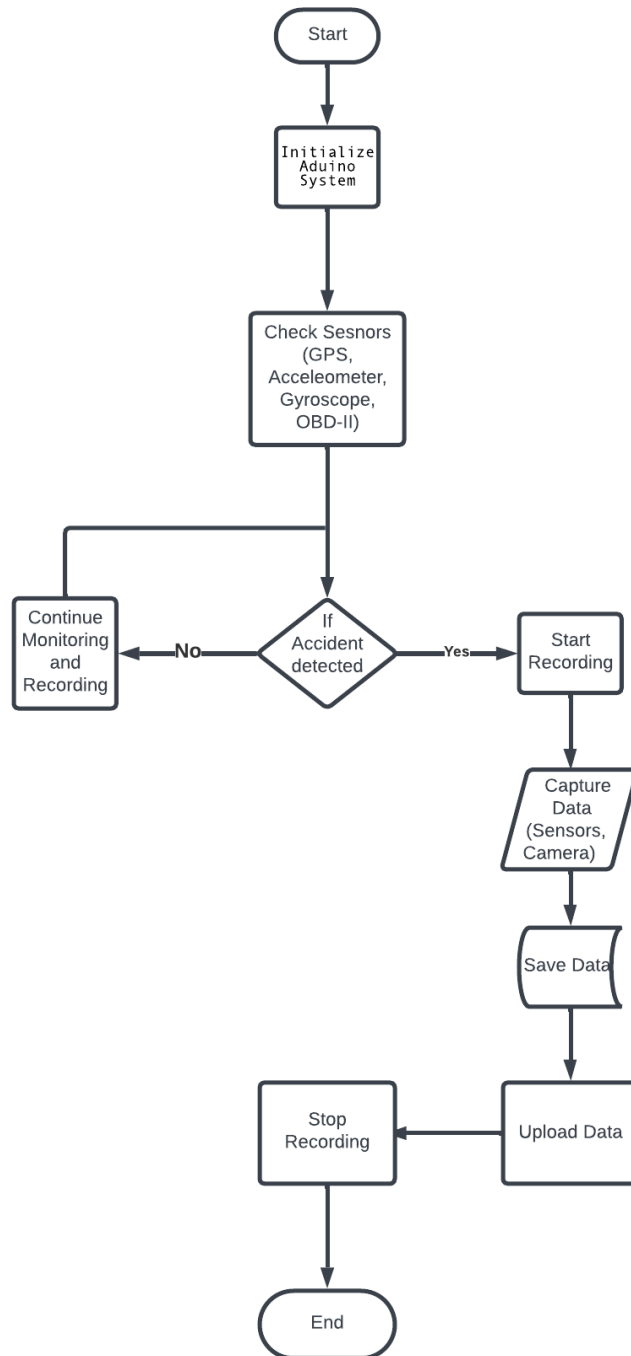 Start
Initialize
Aduino
System
Check Sesnors
(GPS,
Acceleometer,
Gyroscope,
OBD-II)
If
Accident
detected
No
Yes
Continue
Monitoring
and
Recording
Start
Recording
Capture
Data
(Sensors,
Camera)
Save Data
Upload Data
Stop
Recording
End